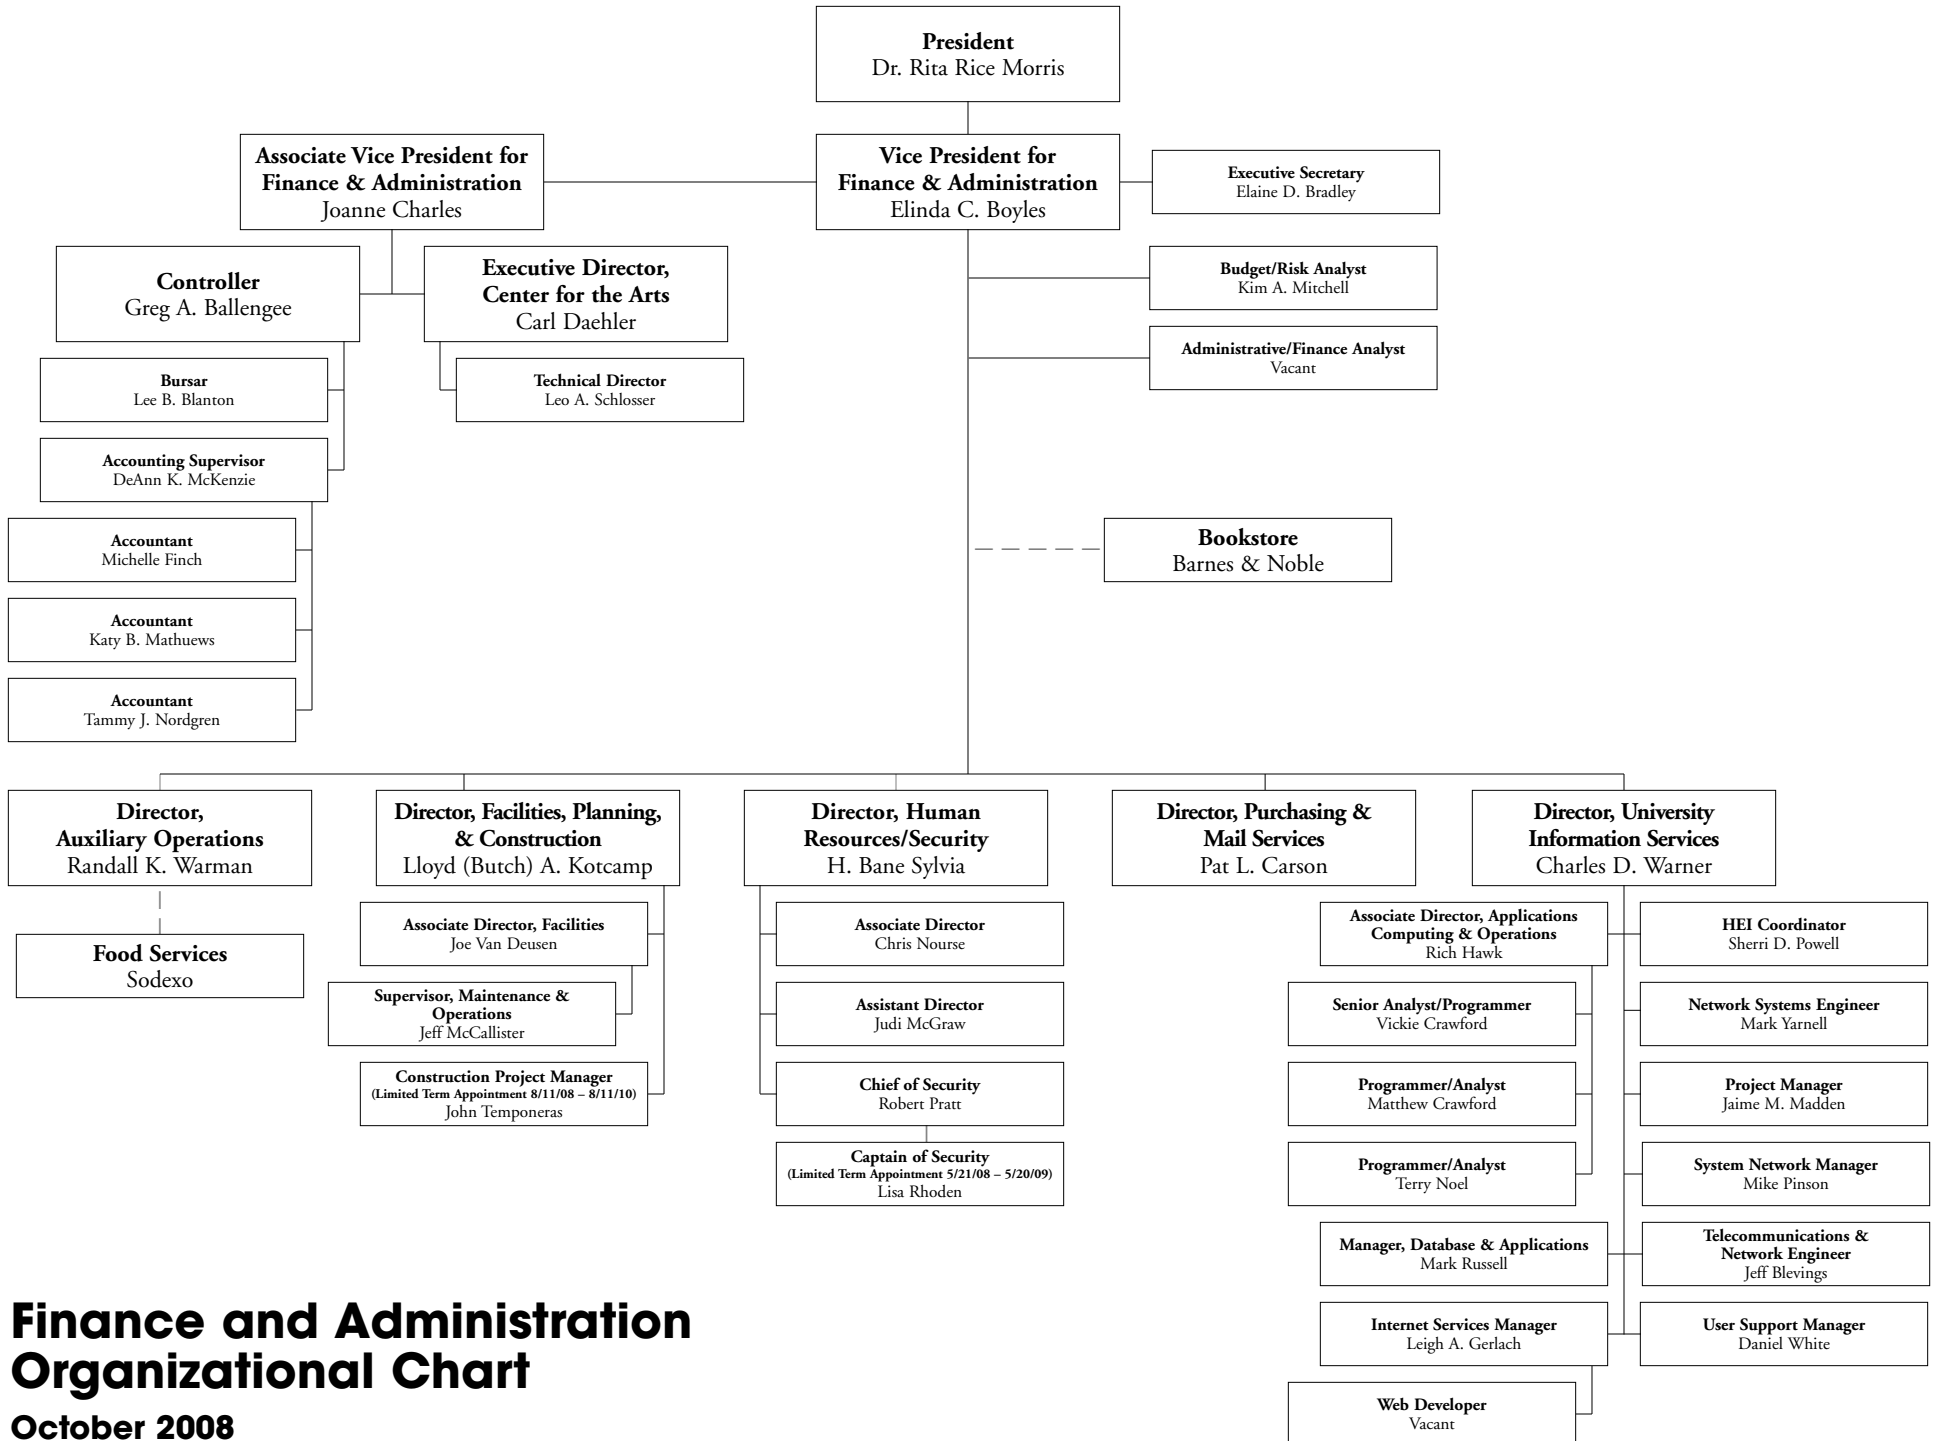 President
Dr. Rita Rice Morris
Associate Vice President for
Finance & Administration
Joanne Charles
Vice President for
Finance & Administration
Elinda C. Boyles
Executive Secretary
Elaine D. Bradley
Controller
Greg A. Ballengee
Executive Director,
Center for the Arts
Carl Daehler
Budget/Risk Analyst
Kim A. Mitchell
Administrative/Finance Analyst
Vacant
Bursar
Lee B. Blanton
Technical Director
Leo A. Schlosser
Accounting Supervisor
DeAnn K. McKenzie
Accountant
Michelle Finch
Bookstore
Barnes & Noble
Accountant
Katy B. Mathuews
Accountant
Tammy J. Nordgren
Director,
Auxiliary Operations
Randall K. Warman
Food Services
Sodexo
Director, Facilities, Planning,
& Construction
Lloyd (Butch) A. Kotcamp
Associate Director, Facilities
Joe Van Deusen
Supervisor, Maintenance &
Operations
Jeff McCallister
Construction Project Manager
(Limited Term Appointment 8/11/08 – 8/11/10)
John Temponeras
Director, Human
Resources/Security
H. Bane Sylvia
Associate Director
Chris Nourse
Assistant Director
Judi McGraw
Chief of Security
Robert Pratt
Captain of Security
(Limited Term Appointment 5/21/08 – 5/20/09)
Lisa Rhoden
Director, Purchasing &
Mail Services
Pat L. Carson
Director, University
Information Services
Charles D. Warner
Associate Director, Applications
Computing & Operations
Rich Hawk
Senior Analyst/Programmer
Vickie Crawford
Programmer/Analyst
Matthew Crawford
Programmer/Analyst
Terry Noel
Manager, Database & Applications
Mark Russell
Internet Services Manager
Leigh A. Gerlach
Web Developer
Vacant
HEI Coordinator
Sherri D. Powell
Network Systems Engineer
Mark Yarnell
Project Manager
Jaime M. Madden
System Network Manager
Mike Pinson
Telecommunications &
Network Engineer
Jeff Blevings
User Support Manager
Daniel White
Finance and Administration
Organizational Chart
October 2008